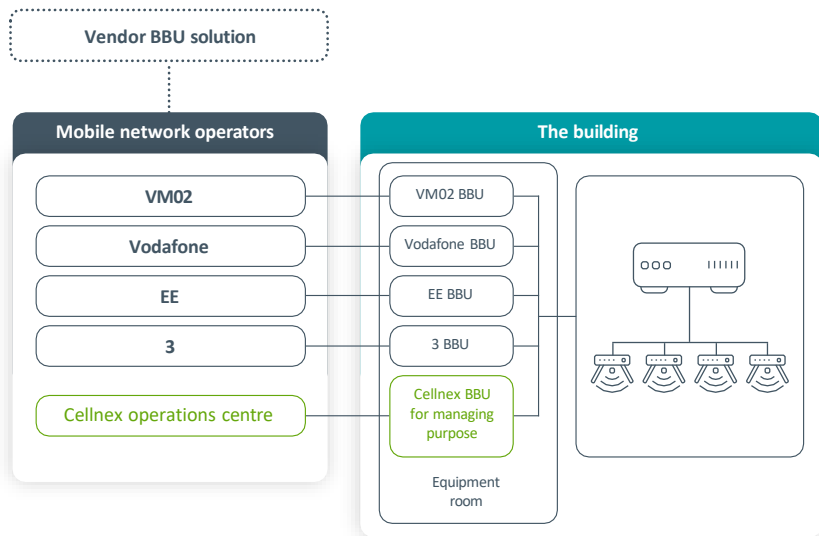 Vendor BBU solution
Mobile network operators
The building
VM02
VM02 BBU
Vodafone
Vodafone BBU
EE
EE BBU
3
3 BBU
Cellnex operations centre
Cellnex BBU
for managing
purpose
Equipment
room